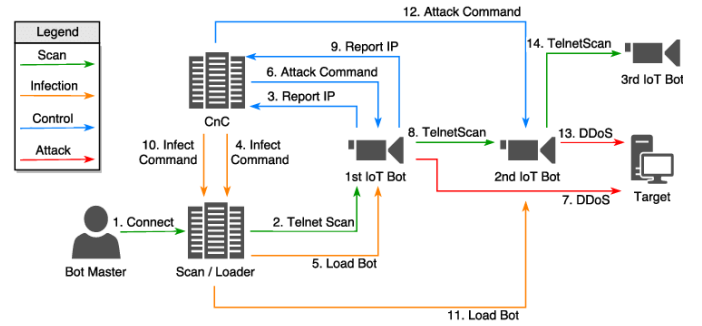 Legend
Scan
Infection
Control
Attack
12. Attack Command
14. TelnetScan
9. Report IP
6. Attack Command
3. Report IP
3rd IoT Bot
CnC
8. TelnetScan
13. DDoS
10. Infect
Command
4. Infect
Command
1st IoT Bot
2nd IoT Bot
7. DDoS
Target
1. Connect
2. Telnet Scan
5. Load Bot
Bot Master
Scan / Loader
11. Load Bot